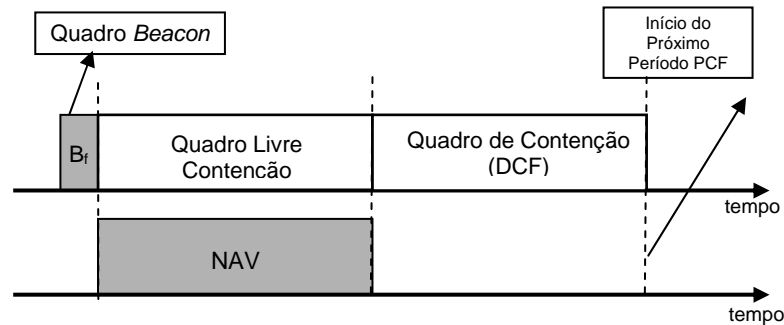 Quadro Beacon
Início do
Próximo
Período PCF
Bf
Quadro Livre
Contencão
Quadro de Contenção
(DCF)
tempo
NAV
tempo